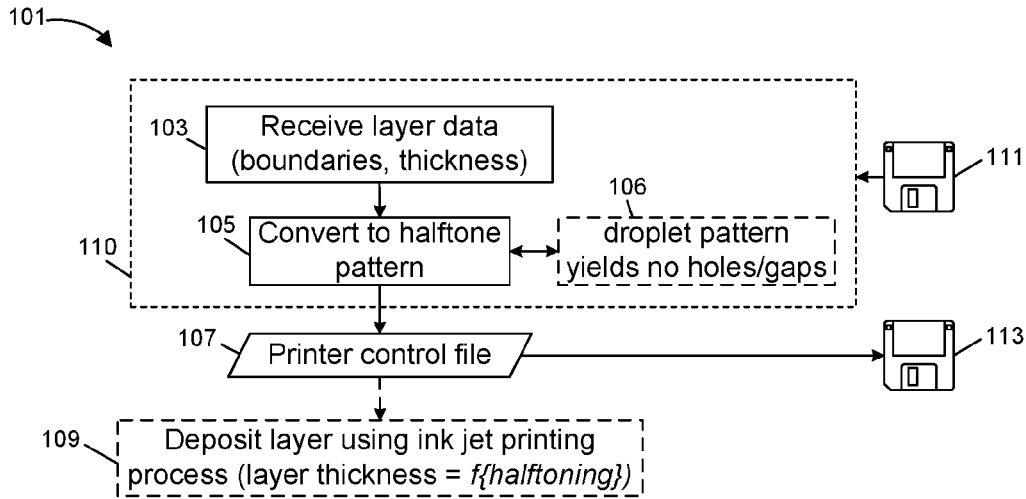 101
103
Receive layer data
(boundaries, thickness)
111
106
105
Convert to halftone
pattern
droplet pattern
yields no holes/gaps
110
107
Printer control file
113
109
Deposit layer using ink jet printing
process (layer thickness = f{halftoning})